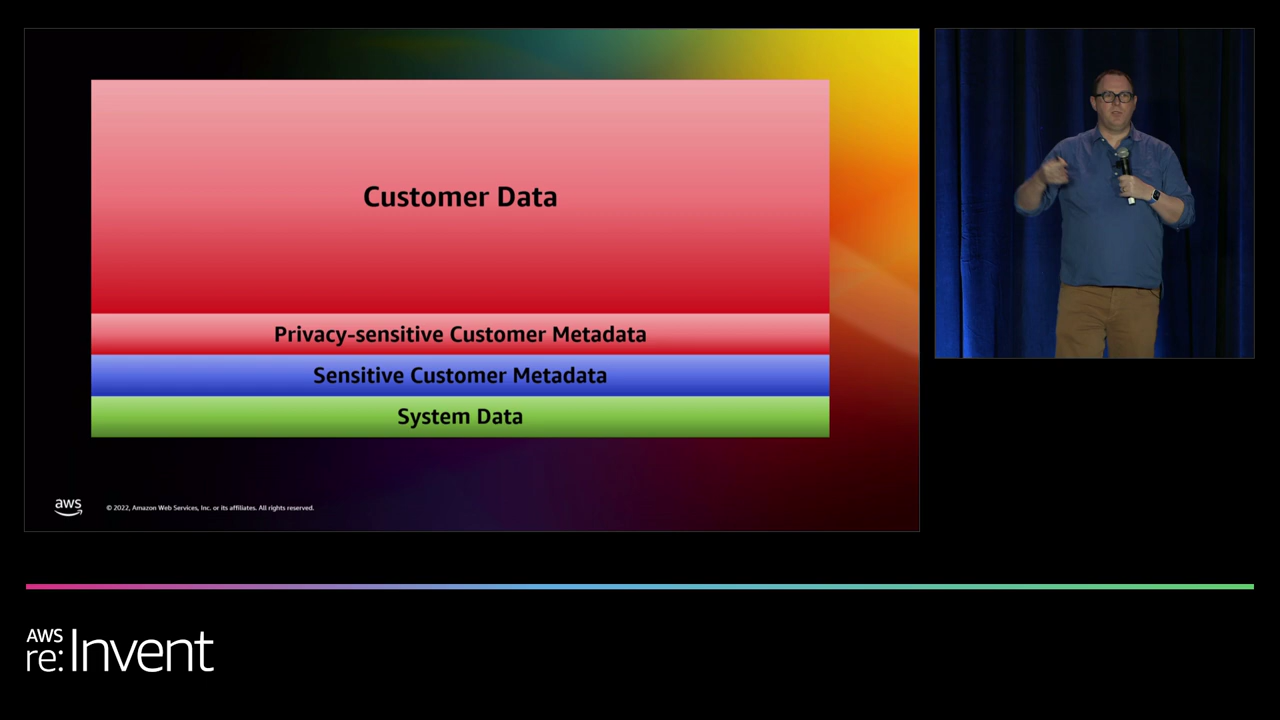 Customer Data
Privacy-sensitive Customer Metadata
Sensitive Customer Metadata
System Data
aws
© 2022, Amazon Web Services, Inc. or its affiliates. All rights reserved.
AWS
re:Invent